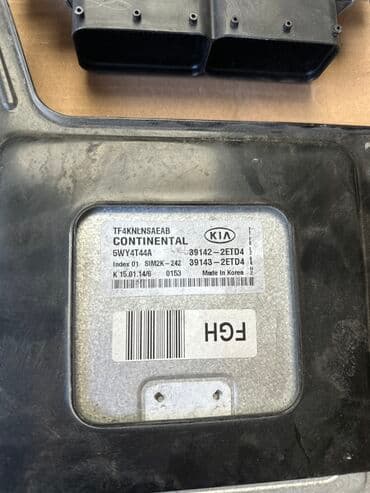 TF4KNLNSAEAB
CONTINENTAL KIA
5WY4T44A 39142-2ETD4
Index 01 SIM2K-242 39143-2ETD4
K 15.01.14/6 0153 Made in Korea
FGH